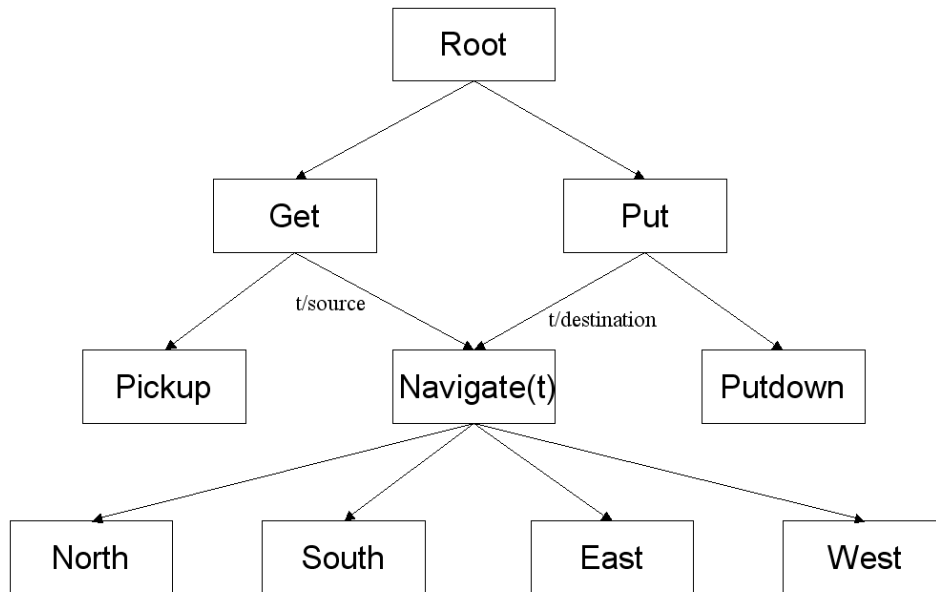 Root
Get
Put
t/source
t/destination
Pickup
Navigate(t)
Putdown
North
South
East
West